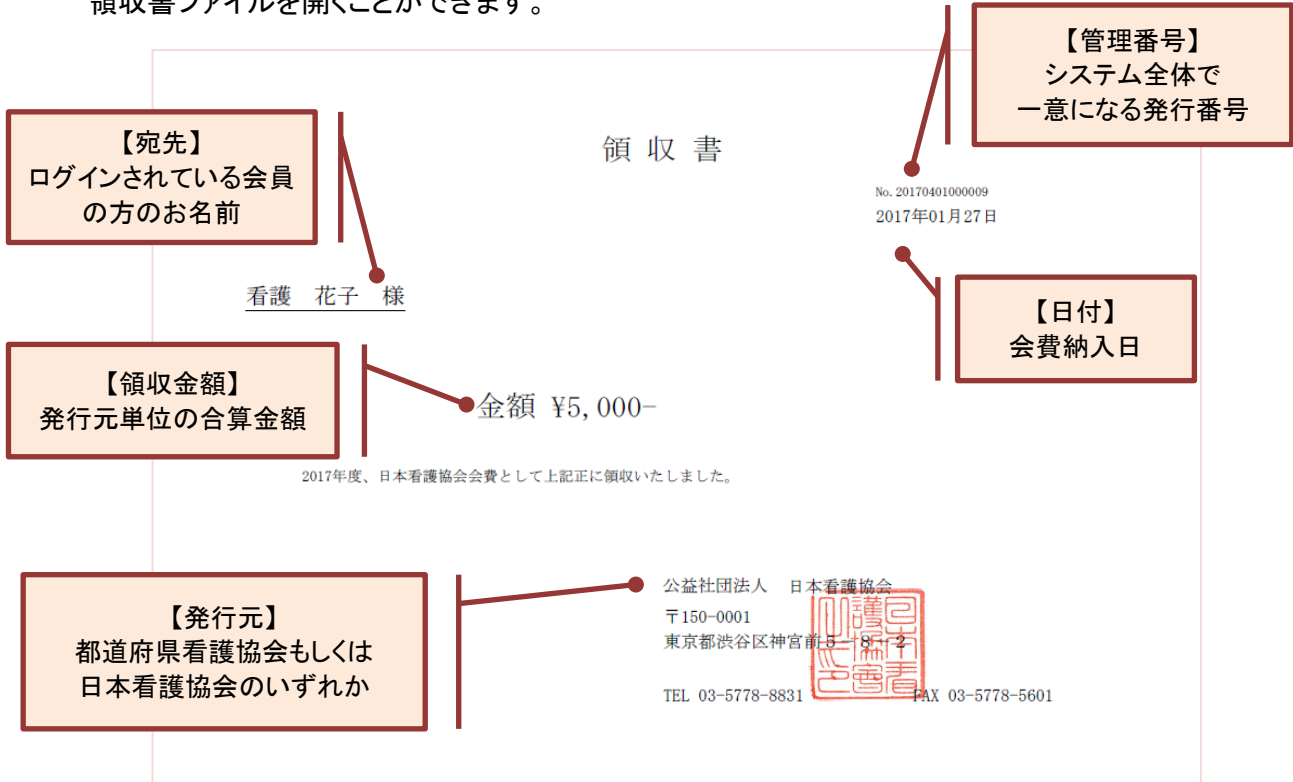 領収書ファイルを開くことができます。
【管理番号】
システム全体で
一意になる発行番号
【宛先】
ログインされている会員
の方のお名前
領 収 書
No. 20170401000009
2017年01月27日
看護　花子　様
【日付】
会費納入日
【領収金額】
発行元単位の合算金額
金額 ¥5,000−
2017年度、日本看護協会会費として上記正に領収いたしました。
【発行元】
都道府県看護協会もしくは
日本看護協会のいずれか
公益社団法人　日本看護協会
〒150−0001
東京都渋谷区神宮前５−８−２
TEL 03−5778−8831 FAX 03−5778−5601
日本看
護協會
之印